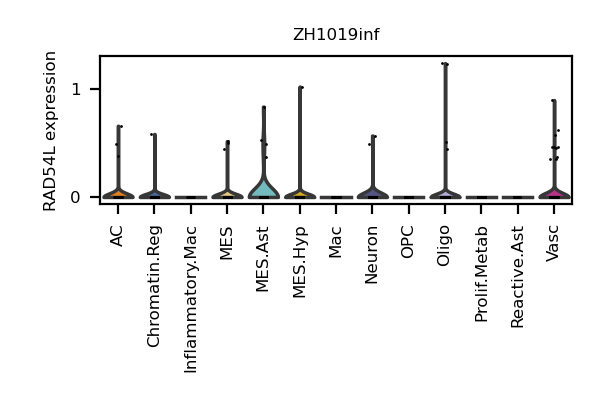 ZH1019inf
RAD54L expression
1
0
AC
Chromatin.Reg
Inflammatory.Mac
MES
MES.Ast
MES.Hyp
Mac
Neuron
OPC
Oligo
Prolif.Metab
Reactive.Ast
Vasc